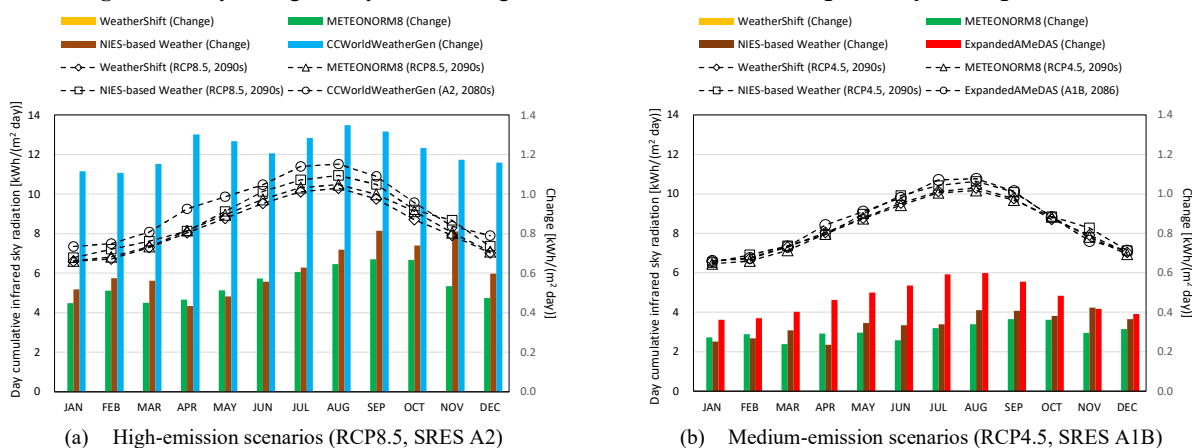 WeatherShift (Change) METEONORM8 (Change)
NIES-based Weather (Change) CCWorldWeatherGen (Change)
WeatherShift (RCP8.5, 2090s) METEONORM8 (RCP8.5, 2090s)
NIES-based Weather (RCP8.5, 2090s) CCWorldWeatherGen (A2, 2080s)
Day cumulative infrared sky radiation [kWh/(m² day)]
14
12
10
8
6
4
2
0
1.4
1.2
1.0
0.8
0.6
0.4
0.2
0.0
Change [kWh/(m² day)]
JAN FEB MAR APR MAY JUN JUL AUG SEP OCT NOV DEC
(a) High-emission scenarios (RCP8.5, SRES A2)
WeatherShift (Change) METEONORM8 (Change)
NIES-based Weather (Change) ExpandedAMeDAS (Change)
WeatherShift (RCP4.5, 2090s) METEONORM8 (RCP4.5, 2090s)
NIES-based Weather (RCP4.5, 2090s) ExpandedAMeDAS (A1B, 2086)
Day cumulative infrared sky radiation [kWh/(m² day)]
14
12
10
8
6
4
2
0
1.4
1.2
1.0
0.8
0.6
0.4
0.2
0.0
Change [kWh/(m² day)]
JAN FEB MAR APR MAY JUN JUL AUG SEP OCT NOV DEC
(b) Medium-emission scenarios (RCP4.5, SRES A1B)